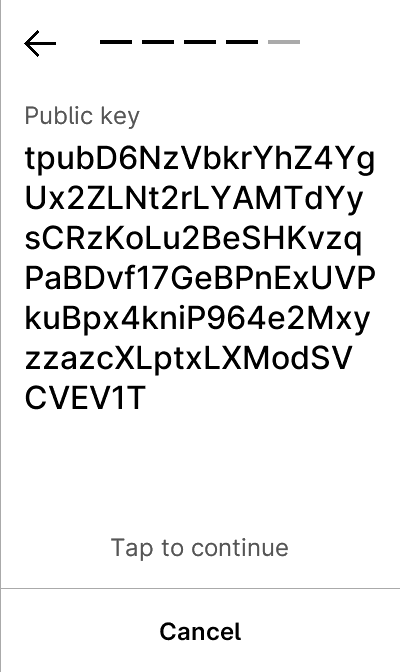 Public key
tpubD6NzVbkrYhZ4Yg
Ux2ZLNt2rLYAMTdYy
sCRzKoLu2BeSHKvzq
PaBDvf17GeBPnExUVP
kuBpx4kniP964e2Mxy
zzazcXLptxLXModSV
CVEV1T
Tap to continue
Cancel